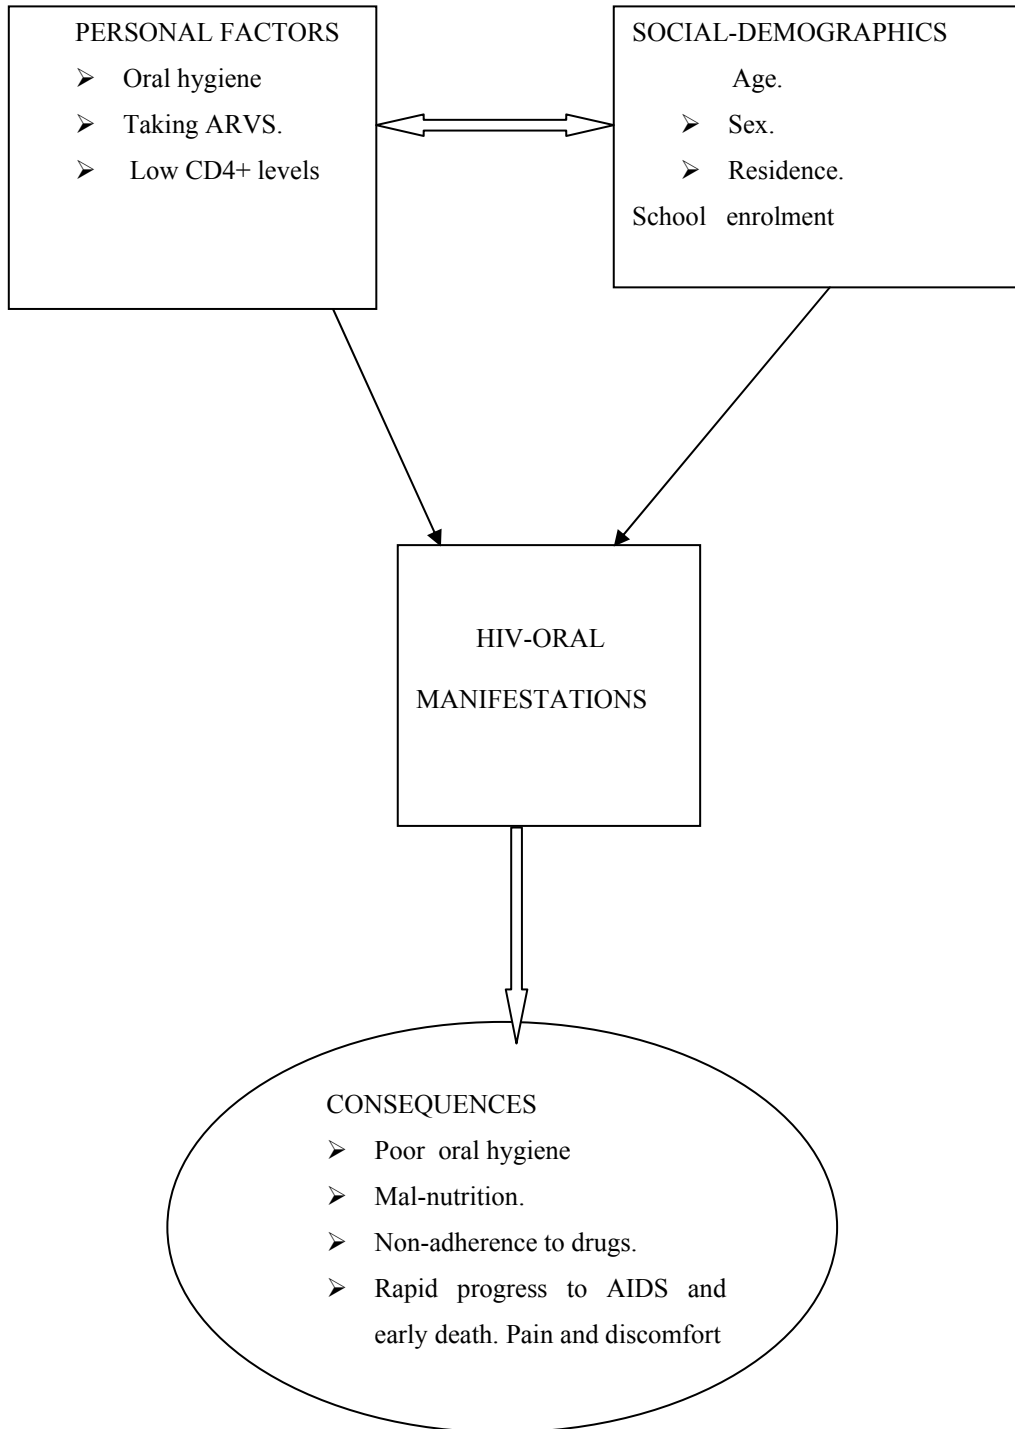 PERSONAL FACTORS
➢ Oral hygiene
➢ Taking ARVS.
➢ Low CD4+ levels
SOCIAL-DEMOGRAPHICS
Age.
➢ Sex.
➢ Residence.
School enrolment
HIV-ORAL
MANIFESTATIONS
CONSEQUENCES
➢ Poor oral hygiene
➢ Mal-nutrition.
➢ Non-adherence to drugs.
➢ Rapid progress to AIDS and
early death. Pain and discomfort